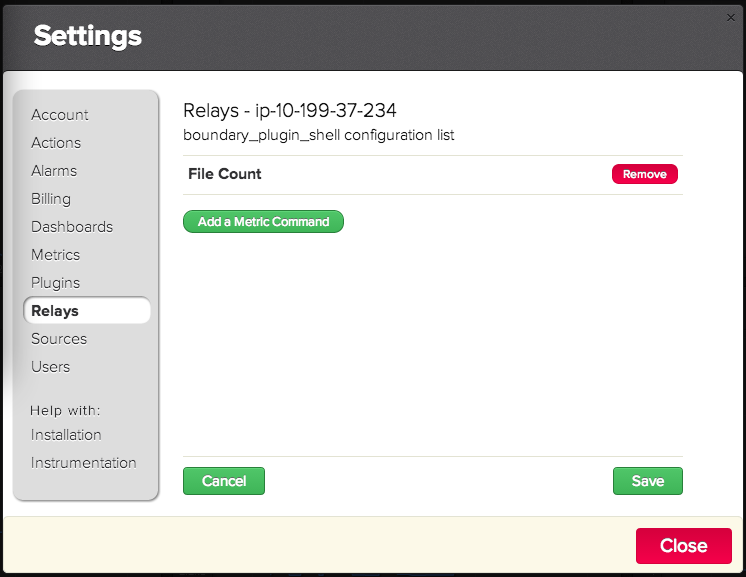 Settings
Account
Actions
Alarms
Billing
Dashboards
Metrics
Plugins
Relays
Sources
Users
Help with:
Installation
Instrumentation
Relays - ip-10-199-37-234
boundary_plugin_shell configuration list
File Count
Remove
Add a Metric Command
Cancel
Save
Close